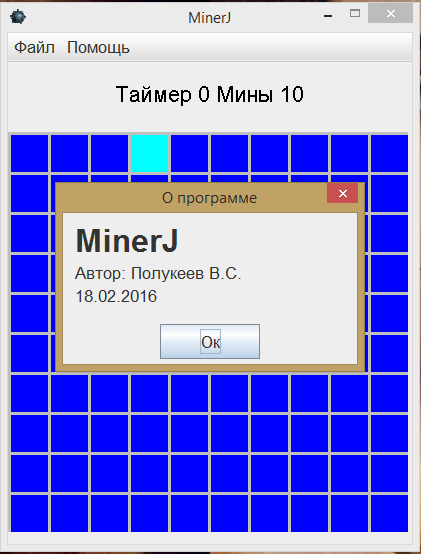 MinerJ
Файл Помощь
Таймер 0 Мины 10
О программе
MinerJ
Автор: Полукеев В.С.
18.02.2016
Ок